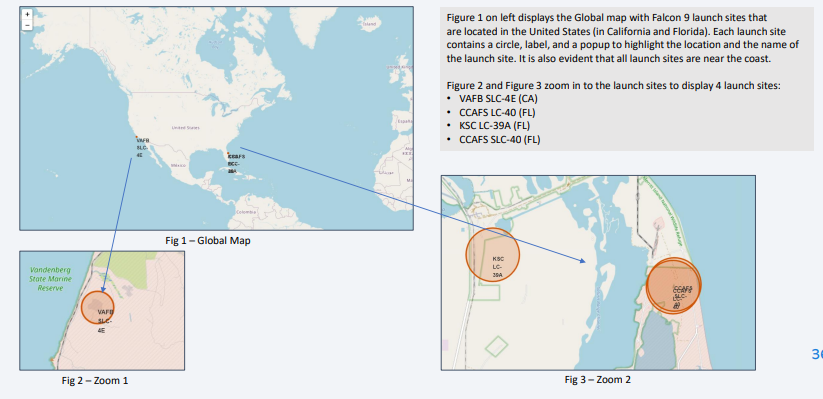 +
−
Iceland
United States
México
Colombia
España
VAFB
SLC-
4E
Fig 1 – Global Map
Figure 1 on left displays the Global map with Falcon 9 launch sites that
are located in the United States (in California and Florida). Each launch site
contains a circle, label, and a popup to highlight the location and the name of
the launch site. It is also evident that all launch sites are near the coast.
Figure 2 and Figure 3 zoom in to the launch sites to display 4 launch sites:
• VAFB SLC-4E (CA)
• CCAFS LC-40 (FL)
• KSC LC-39A (FL)
• CCAFS SLC-40 (FL)
Vandenberg
State Marine
Reserve
VAFB
SLC-
4E
Fig 2 – Zoom 1
KSC
LC-
39A
Fig 3 – Zoom 2